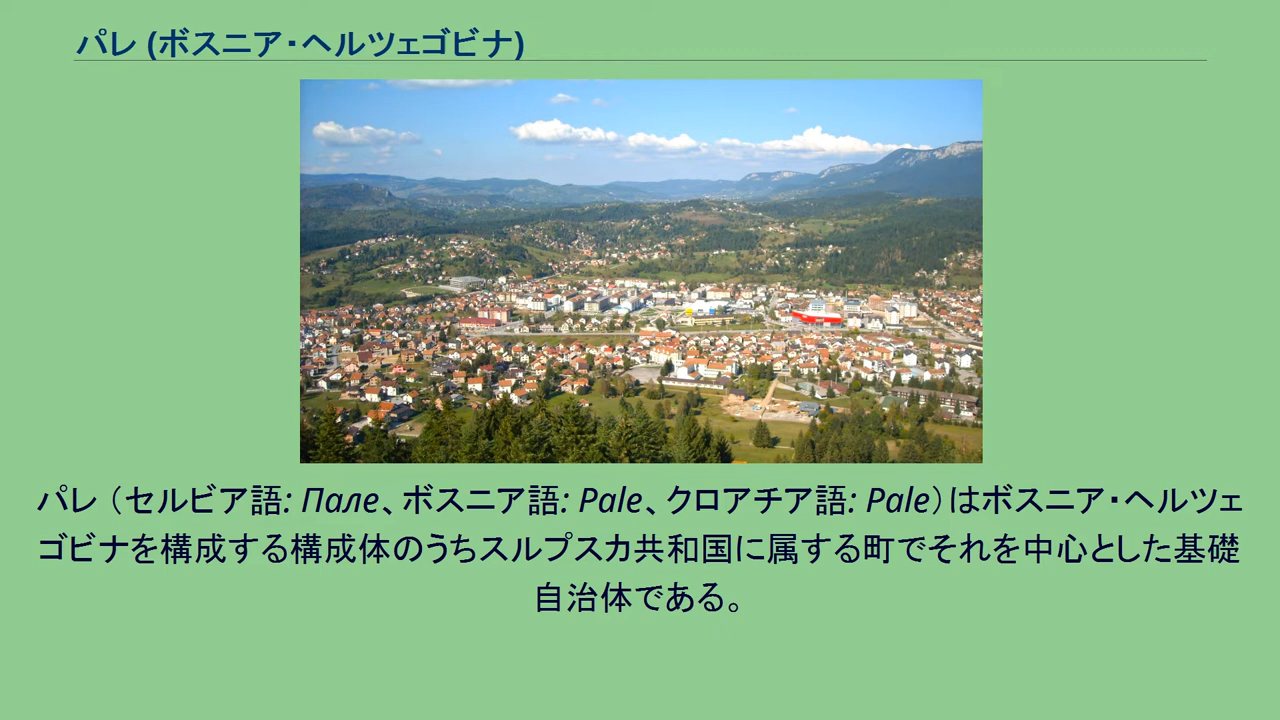 パレ (ボスニア・ヘルツェゴビナ)
パレ（セルビア語: Пале、ボスニア語: Pale、クロアチア語: Pale）はボスニア・ヘルツェ
ゴビナを構成する構成体のうちスルプスカ共和国に属する町でそれを中心とした基礎
自治体である。